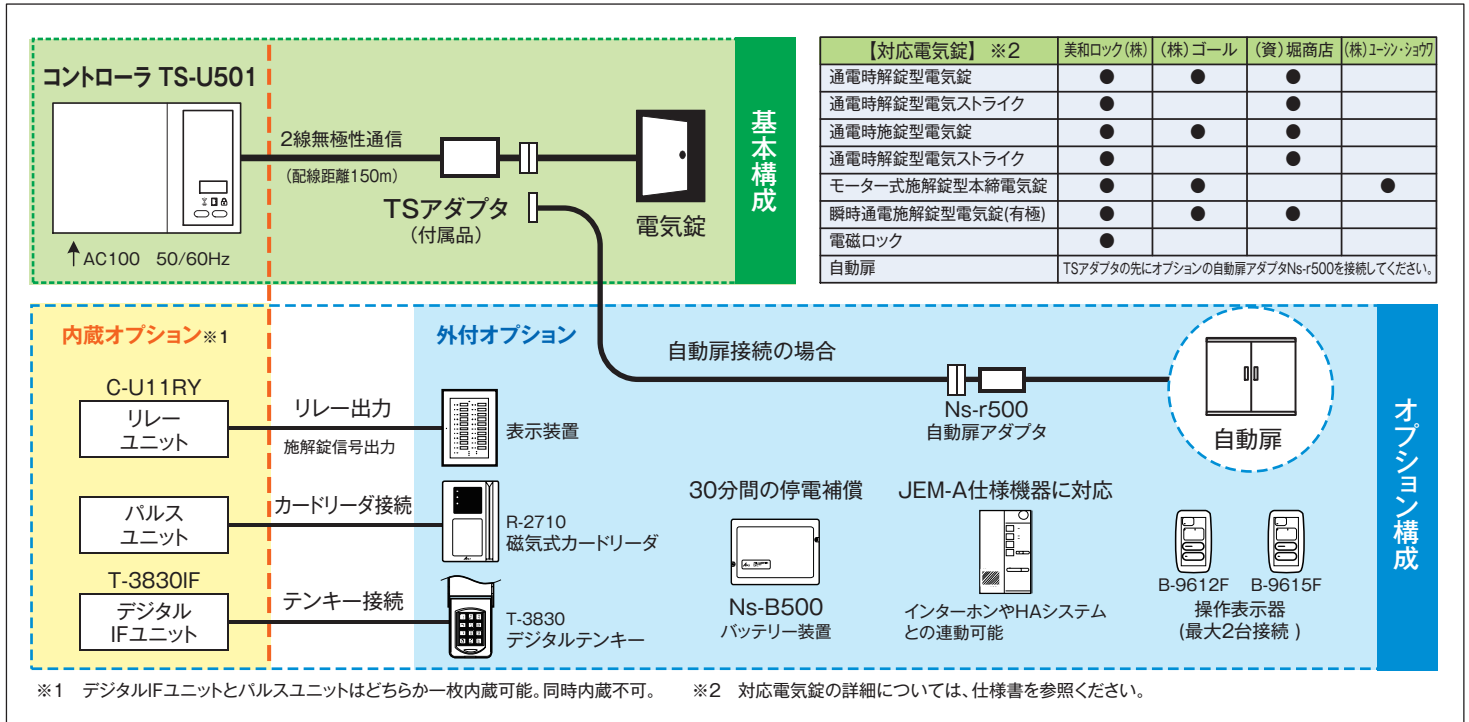 コントローラ TS-U501
AC100 50/60Hz
2線無極性通信
(配線距離150m)
TSアダプタ
(付属品)
電気錠
基本構成
【対応電気錠】 ※2 美和ロック(株) (株)ゴール (資)堀商店 (株)ユーシン・ショウワ
通電時解錠型電気錠 ● ● ●
通電時解錠型電気ストライク ● ●
通電時施錠型電気錠 ● ● ●
通電時解錠型電気ストライク ● ●
モーター式施解錠型本締電気錠 ● ● ●
瞬時通電施解錠型電気錠(有極) ● ● ●
電磁ロック ●
自動扉 TSアダプタの先にオプションの自動扉アダプタNs-r500を接続してください。
内蔵オプション※1
C-U11RY
リレー
ユニット
パルス
ユニット
T-3830IF
デジタル
IFユニット
リレー出力
施解錠信号出力
カードリーダ接続
テンキー接続
外付オプション
表示装置
R-2710
磁気式カードリーダ
T-3830
デジタルテンキー
自動扉接続の場合
Ns-r500
自動扉アダプタ
自動扉
30分間の停電補償
Ns-B500
バッテリー装置
JEM-A仕様機器に対応
インターホンやHAシステム
との連動可能
B-9612F B-9615F
操作表示器
(最大2台接続 )
オプション構成
※1 デジタルIFユニットとパルスユニットはどちらか一枚内蔵可能。同時内蔵不可。 ※2 対応電気錠の詳細については、仕様書を参照ください。